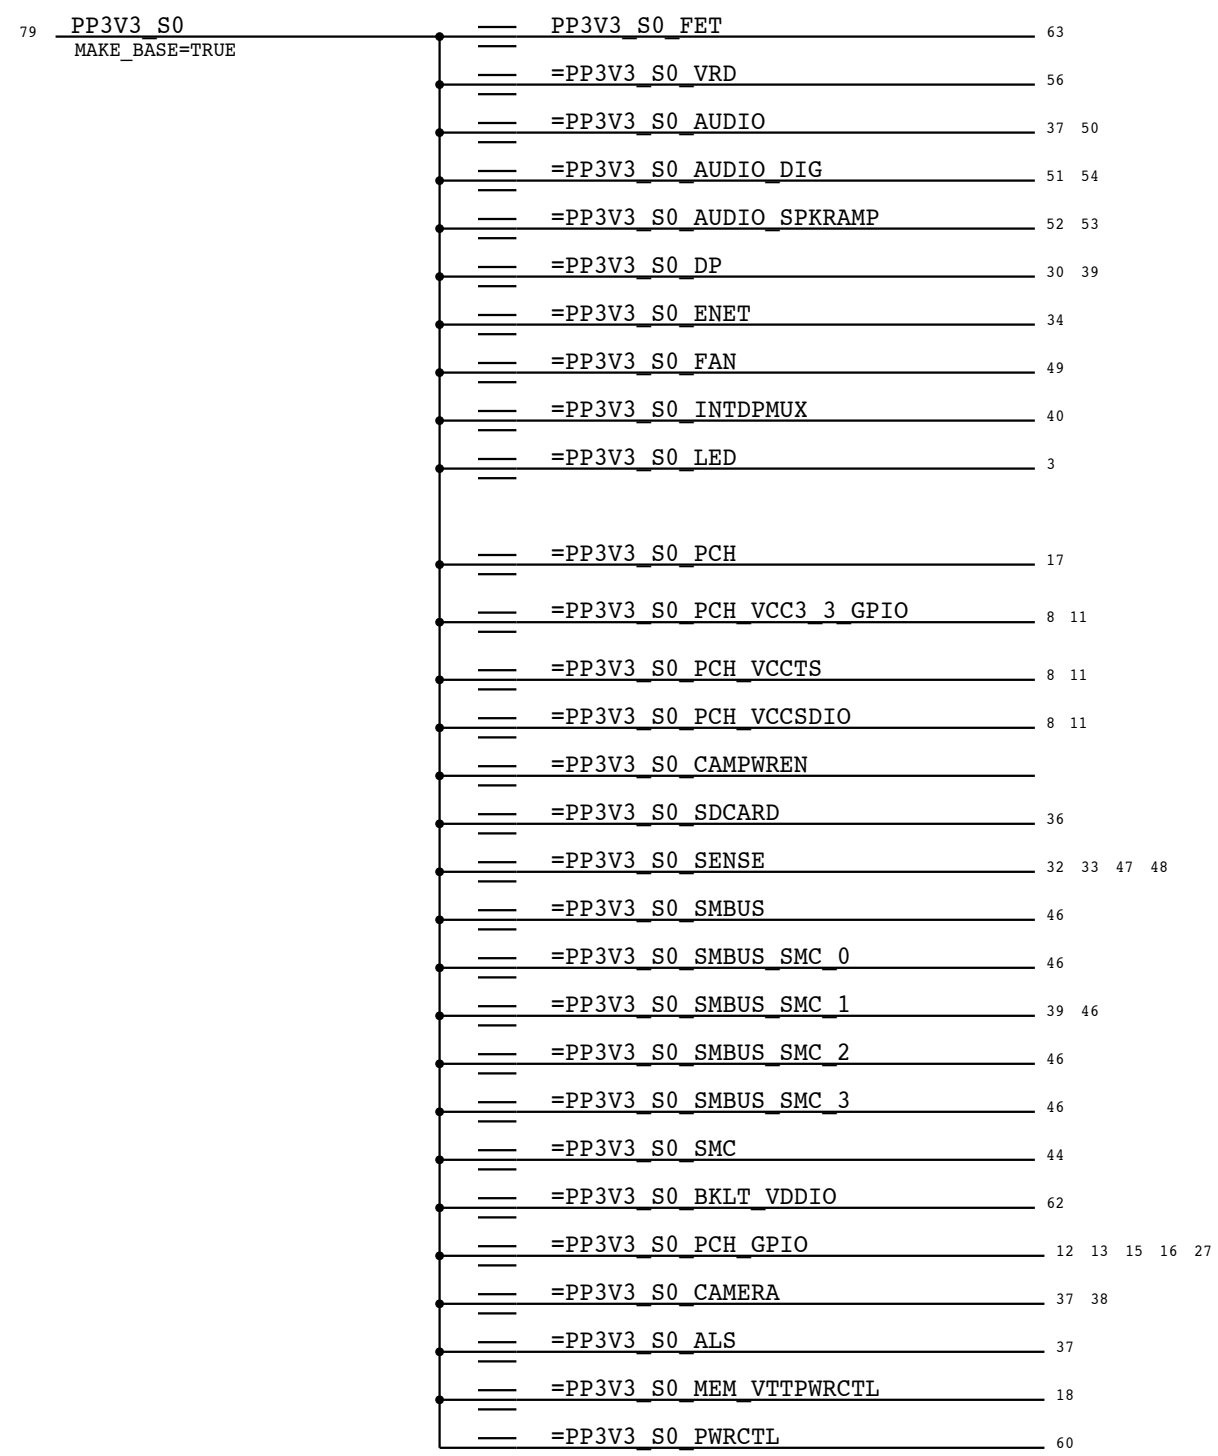 79 PP3V3_S0 PP3V3_S0_FET 63
MAKE_BASE=TRUE
=PP3V3_S0_VRD 56
=PP3V3_S0_AUDIO 37 50
=PP3V3_S0_AUDIO_DIG 51 54
=PP3V3_S0_AUDIO_SPKRAMP 52 53
=PP3V3_S0_DP 30 39
=PP3V3_S0_ENET 34
=PP3V3_S0_FAN 49
=PP3V3_S0_INTDPMUX 40
=PP3V3_S0_LED 3
=PP3V3_S0_PCH 17
=PP3V3_S0_PCH_VCC3_3_GPIO 8 11
=PP3V3_S0_PCH_VCCTS 8 11
=PP3V3_S0_PCH_VCCSDIO 8 11
=PP3V3_S0_CAMPWREN
=PP3V3_S0_SDCARD 36
=PP3V3_S0_SENSE 32 33 47 48
=PP3V3_S0_SMBUS 46
=PP3V3_S0_SMBUS_SMC_0 46
=PP3V3_S0_SMBUS_SMC_1 39 46
=PP3V3_S0_SMBUS_SMC_2 46
=PP3V3_S0_SMBUS_SMC_3 46
=PP3V3_S0_SMC 44
=PP3V3_S0_BKLT_VDDIO 62
=PP3V3_S0_PCH_GPIO 12 13 15 16 27
=PP3V3_S0_CAMERA 37 38
=PP3V3_S0_ALS 37
=PP3V3_S0_MEM_VTTPWRCTL 18
=PP3V3_S0_PWRCTL 60